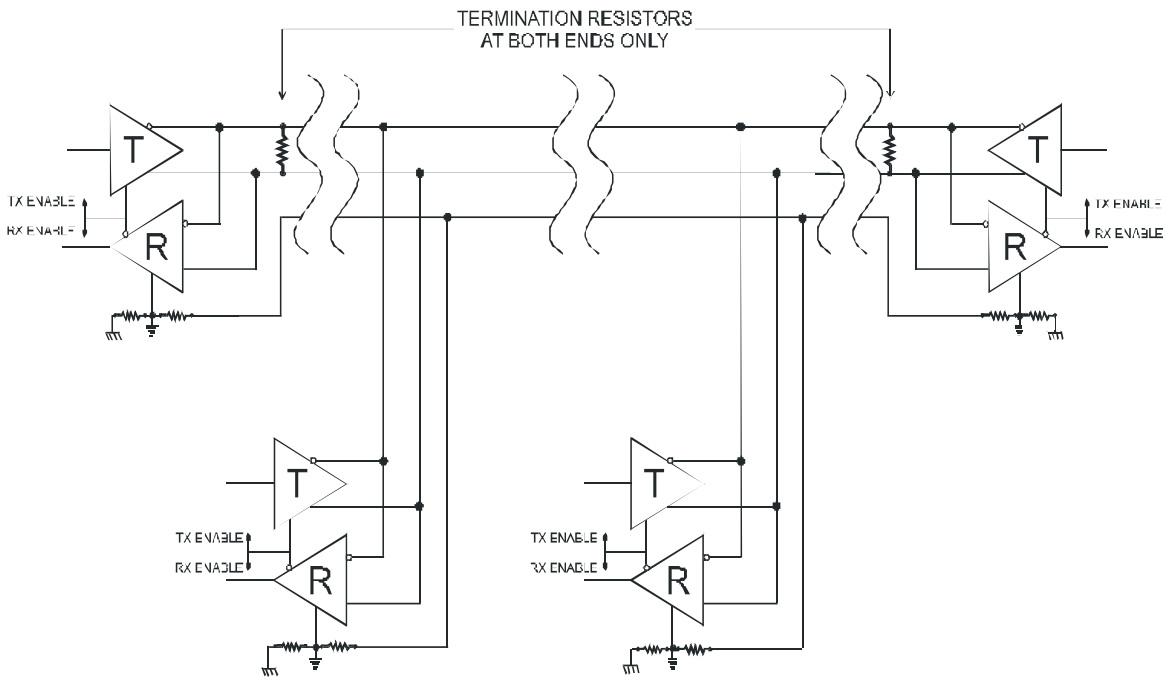 TERMINATION RESISTORS
AT BOTH ENDS ONLY
T
T
TX ENABLE
RX ENABLE
TX ENABLE
RX ENABLE
R
R
T
T
TX ENABLE
RX ENABLE
TX ENABLE
RX ENABLE
R
R